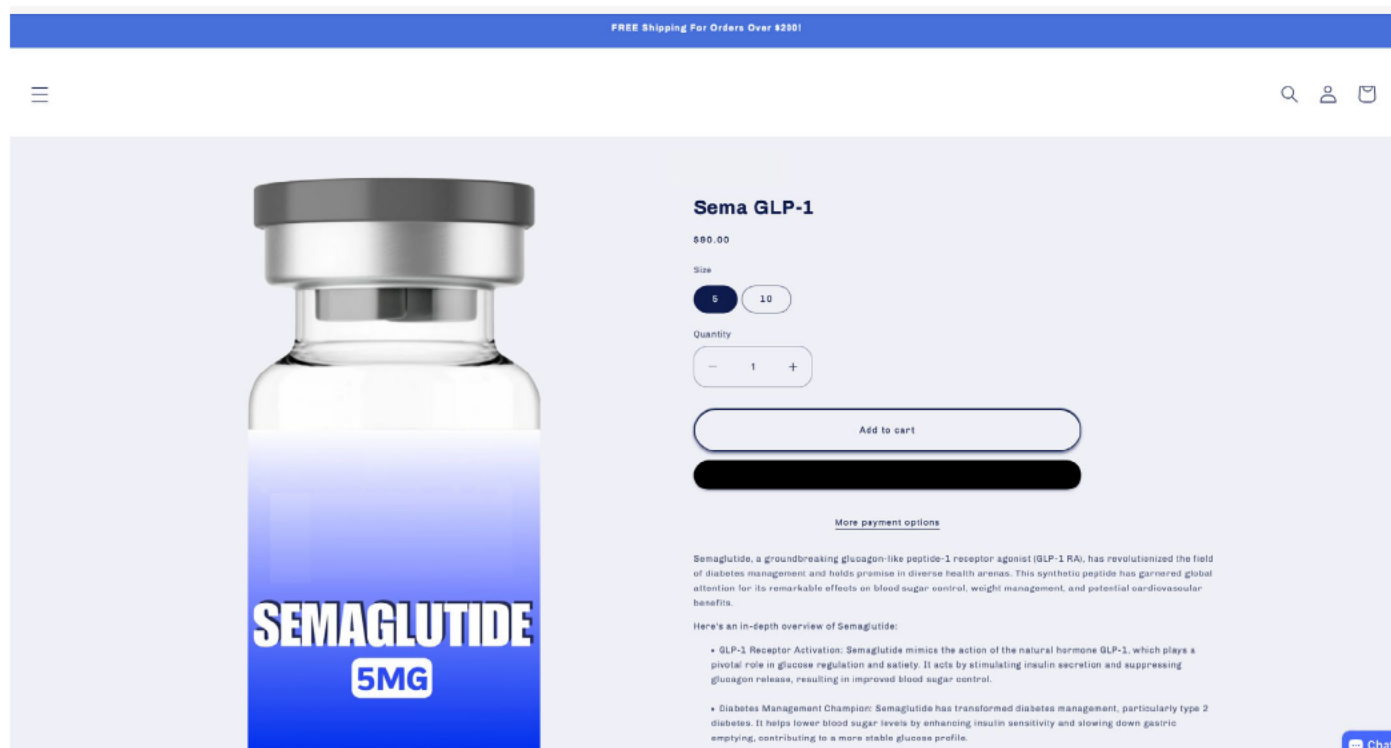 FREE Shipping For Orders Over $200!
Sema GLP-1
$80.00
Size
5
10
Quantity
− 1 +
Add to cart
More payment options
Semaglutide, a groundbreaking glucagon-like peptide-1 receptor agonist (GLP-1 RA), has revolutionized the field
of diabetes management and holds promise in diverse health arenas. This synthetic peptide has garnered global
attention for its remarkable effects on blood sugar control, weight management, and potential cardiovascular
benefits.
Here's an in-depth overview of Semaglutide:
• GLP-1 Receptor Activation: Semaglutide mimics the action of the natural hormone GLP-1, which plays a
pivotal role in glucose regulation and satiety. It acts by stimulating insulin secretion and suppressing
glucagon release, resulting in improved blood sugar control.
• Diabetes Management Champion: Semaglutide has transformed diabetes management, particularly type 2
diabetes. It helps lower blood sugar levels by enhancing insulin sensitivity and slowing down gastric
emptying, contributing to a more stable glucose profile.
SEMAGLUTIDE
5MG